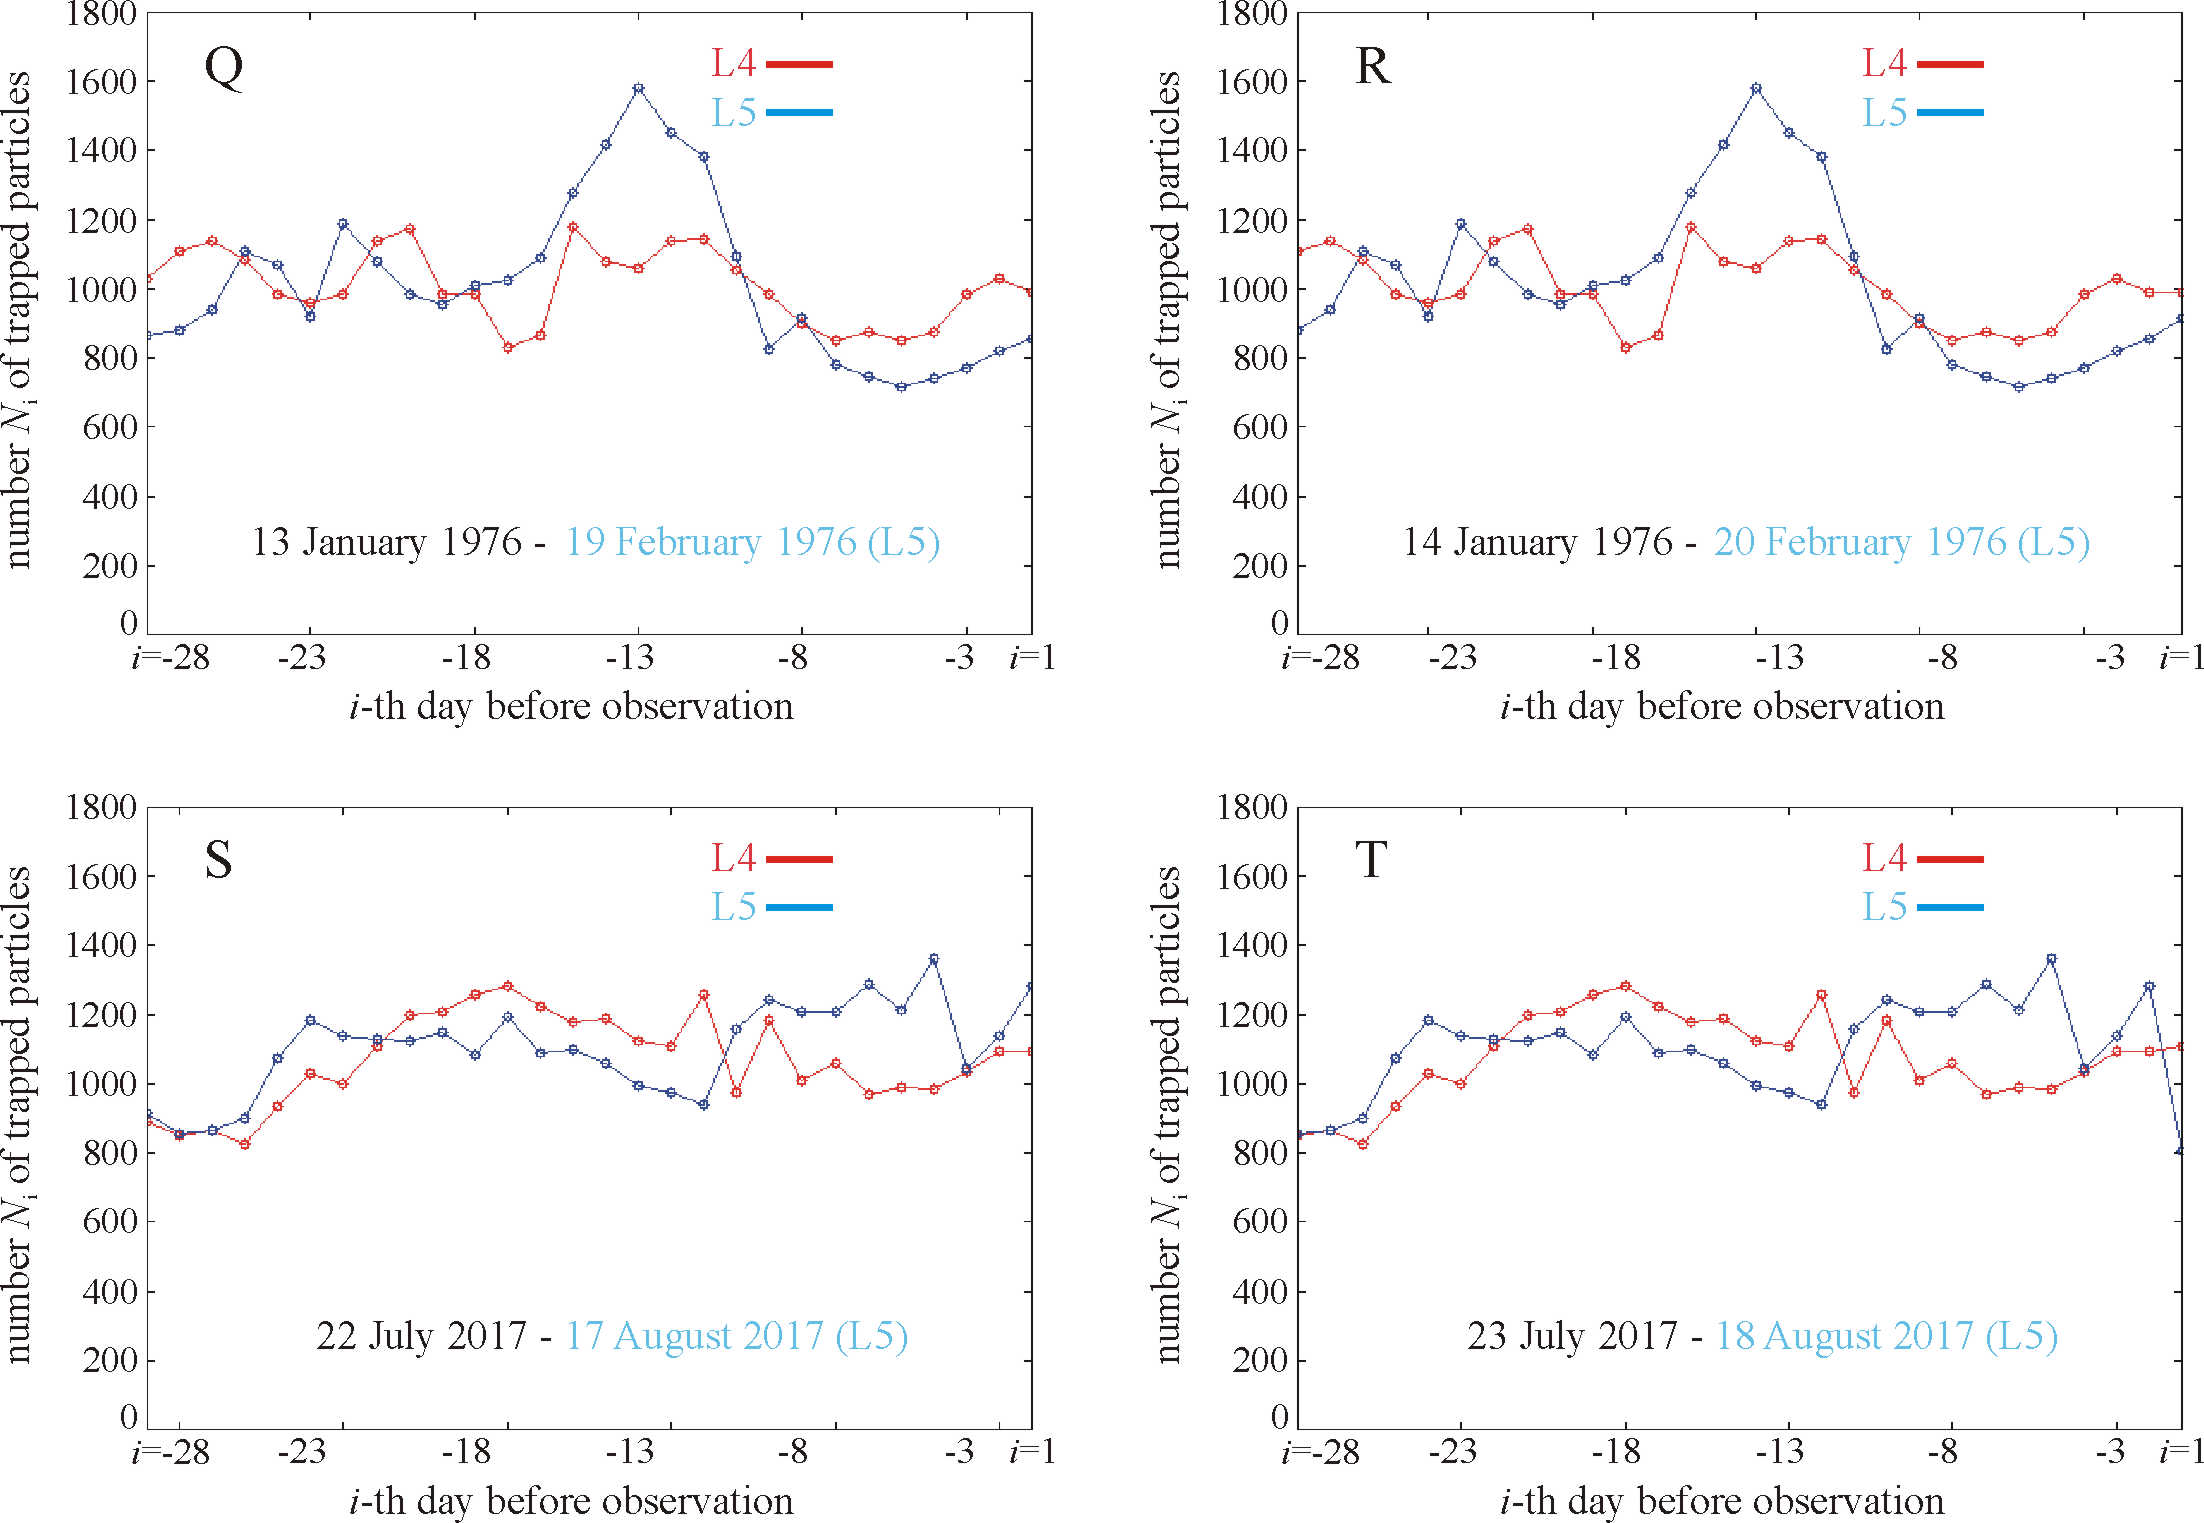 Q
L4
L5
number Ni of trapped particles
1800
1600
1400
1200
1000
800
600
400
200
0
13 January 1976 - 19 February 1976 (L5)
i=-28 -23 -18 -13 -8 -3 i=1
i-th day before observation
R
L4
L5
number Ni of trapped particles
1800
1600
1400
1200
1000
800
600
400
200
0
14 January 1976 - 20 February 1976 (L5)
i=-28 -23 -18 -13 -8 -3 i=1
i-th day before observation
S
L4
L5
number Ni of trapped particles
1800
1600
1400
1200
1000
800
600
400
200
0
22 July 2017 - 17 August 2017 (L5)
i=-28 -23 -18 -13 -8 -3 i=1
i-th day before observation
T
L4
L5
number Ni of trapped particles
1800
1600
1400
1200
1000
800
600
400
200
0
23 July 2017 - 18 August 2017 (L5)
i=-28 -23 -18 -13 -8 -3 i=1
i-th day before observation